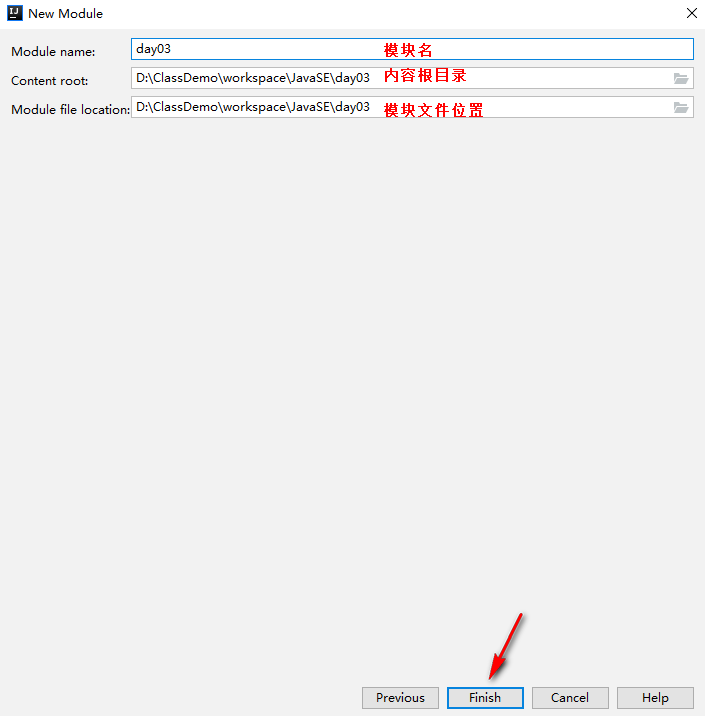 New Module
Module name: day03 模块名
Content root: D:\ClassDemo\workspace\JavaSE\day03 内容根目录
Module file location: D:\ClassDemo\workspace\JavaSE\day03 模块文件位置
Previous Finish Cancel Help